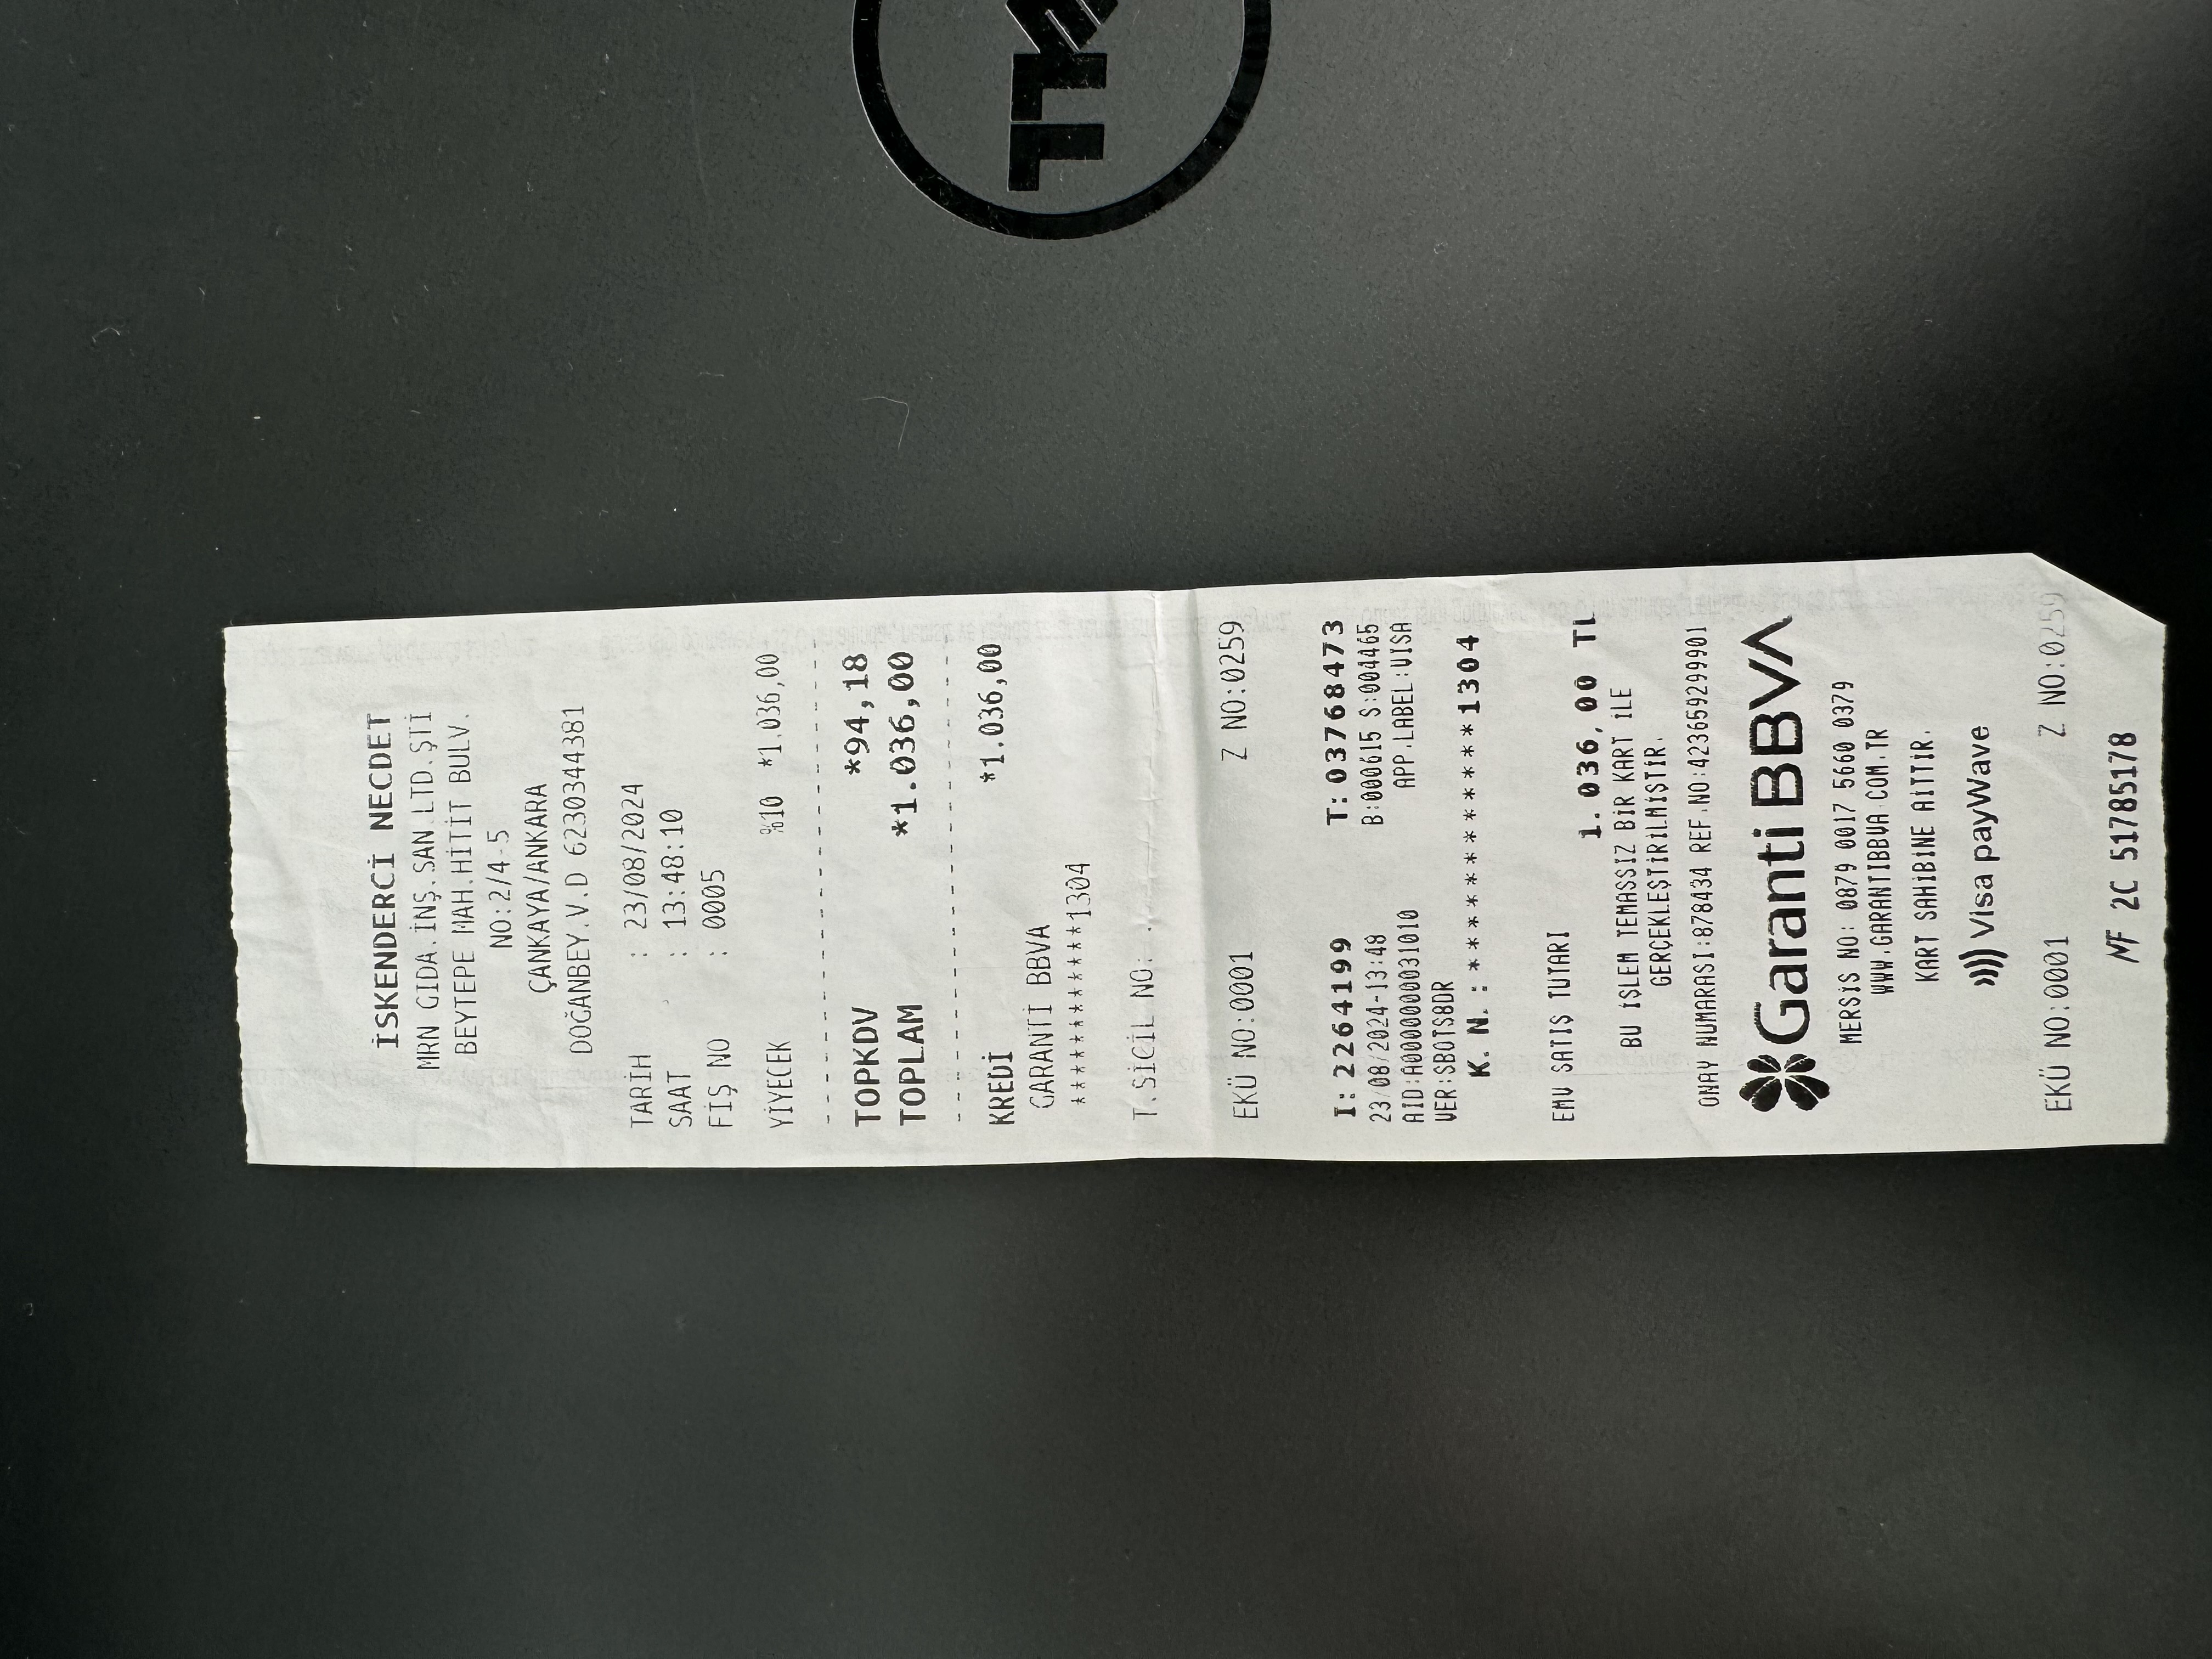 İSKENDERCİ NECDET
MRN GIDA.İNŞ.SAN.LTD.ŞTİ
BEYTEPE MAH.HİTİT BULV.
NO:2/4-5
ÇANKAYA/ANKARA
DOĞANBEY.V.D 6230344381
TARİH : 23/08/2024
SAAT : 13:48:10
FİŞ NO : 0005
YİYECEK %10 *1.036,00
TOPKDV *94,18
TOPLAM *1.036,00
KREDİ *1.036,00
GARANTİ BBVA
************1304
T.SİCİL NO:
EKÜ NO:0001 Z NO:0259
I: 2264199 T: 03768473
23/08/2024-13:48 B:000615 S:004465
AID:A0000000031010 APP.LABEL:VISA
VER:SBOTS8DR
K. N. : ************1304
EMV SATIŞ TUTARI
1.036,00 TL
BU İŞLEM TEMASSIZ BİR KART İLE
GERÇEKLEŞTİRİLMİŞTİR.
ONAY NUMARASI:878434 REF.NO:423659299901
Garanti BBVA
MERSİS NO: 0879 0017 5660 0379
WWW.GARANTIBBVA.COM.TR
KART SAHİBİNE AİTTİR.
Visa payWave
EKÜ NO:0001 Z NO:0259
MF 2C 51785178